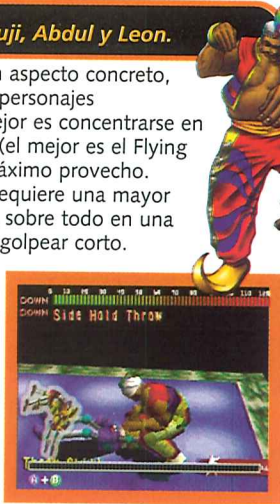 uji, Abdul y Leon.
n aspecto concreto,
personajes
ejor es concentrarse en
(el mejor es el Flying
áximo provecho.
equiere una mayor
sobre todo en una
golpear corto.
DOWN
DOWN Side Hold Throw
A + B